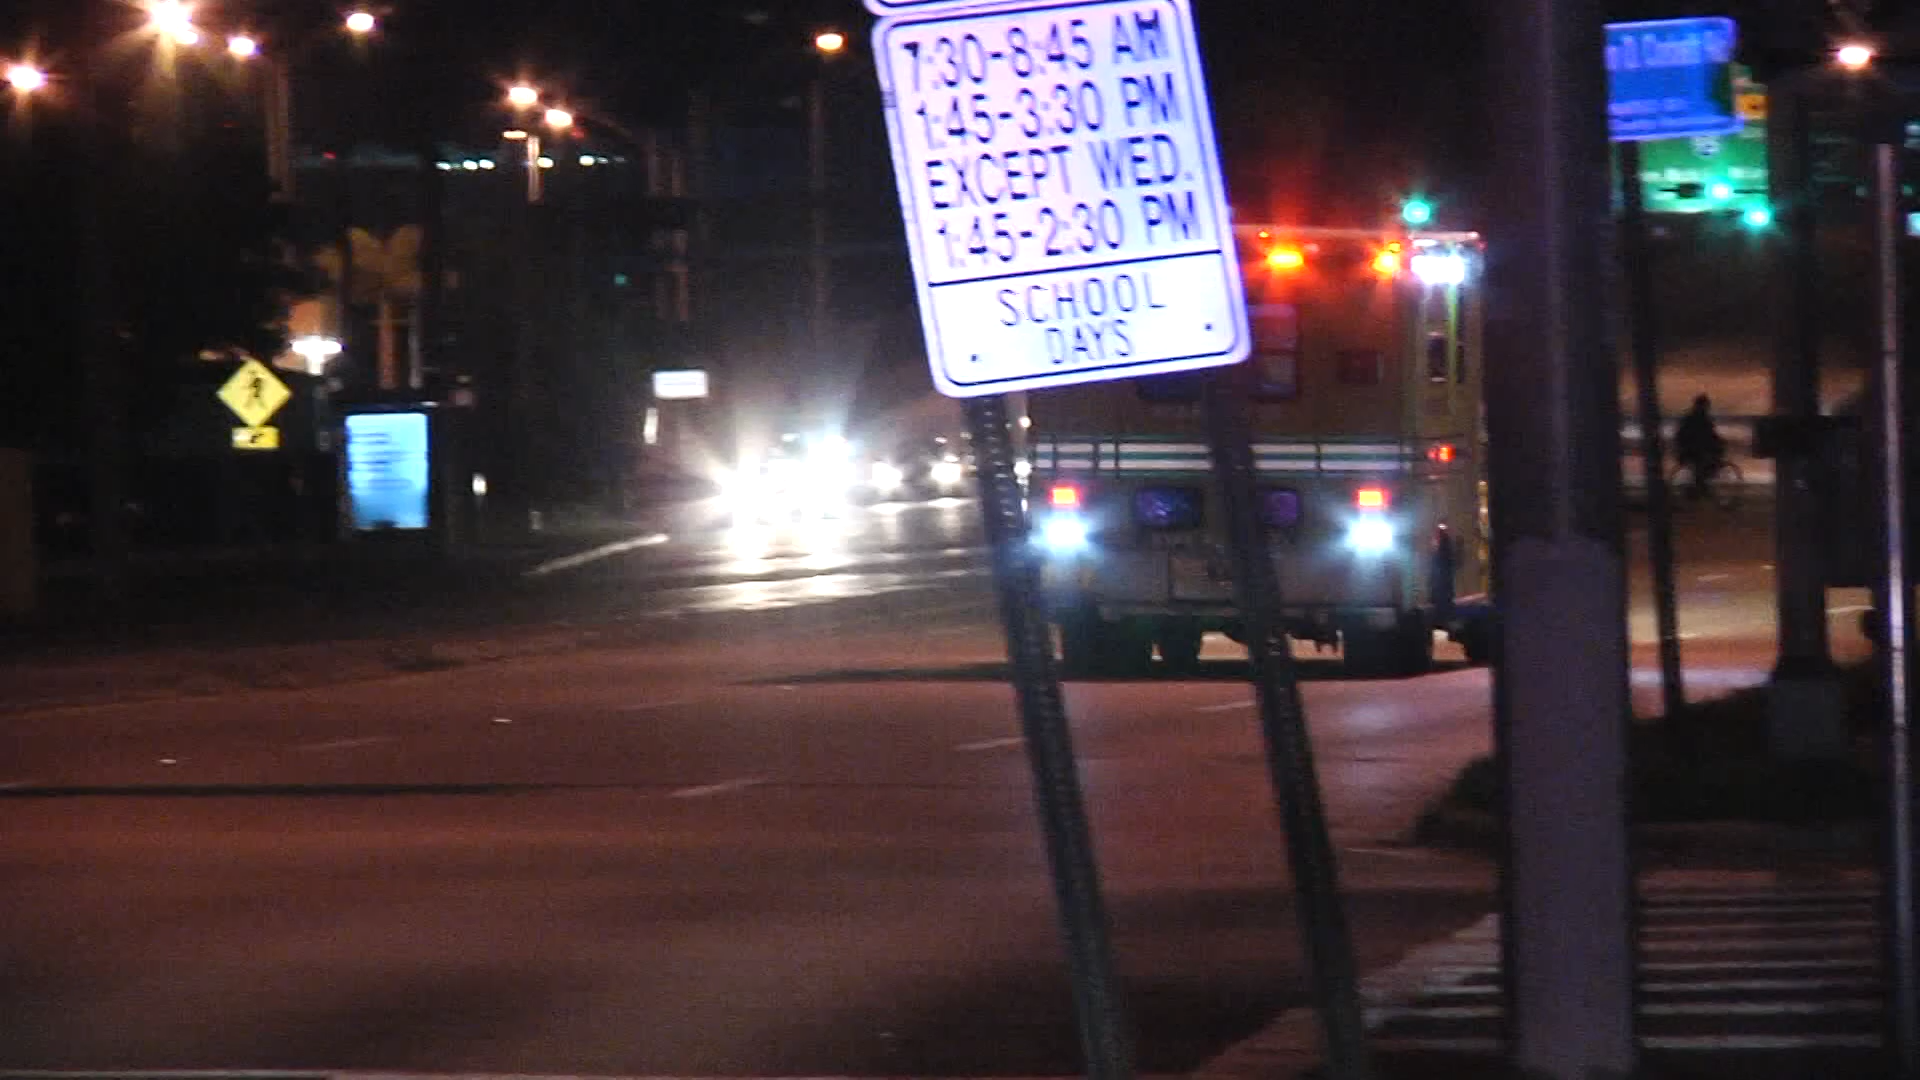 7:30-8:45 AM
1:45-3:30 PM
EXCEPT WED.
1:45-2:30 PM
SCHOOL
DAYS